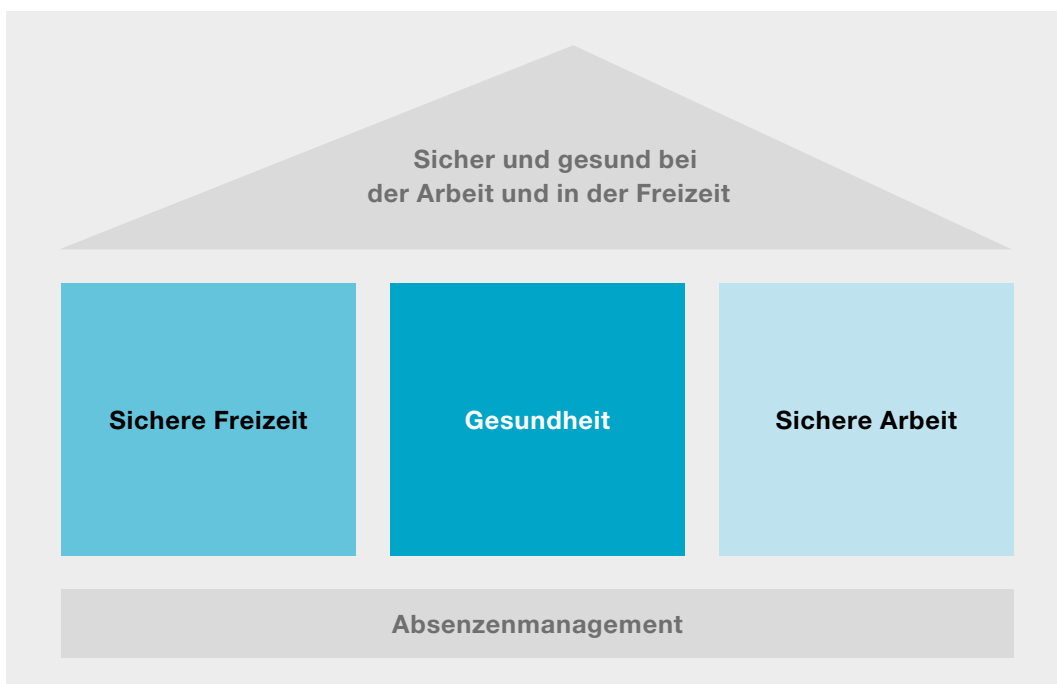 Sicher und gesund bei
der Arbeit und in der Freizeit
Sichere Freizeit
Gesundheit
Sichere Arbeit
Absenzenmanagement